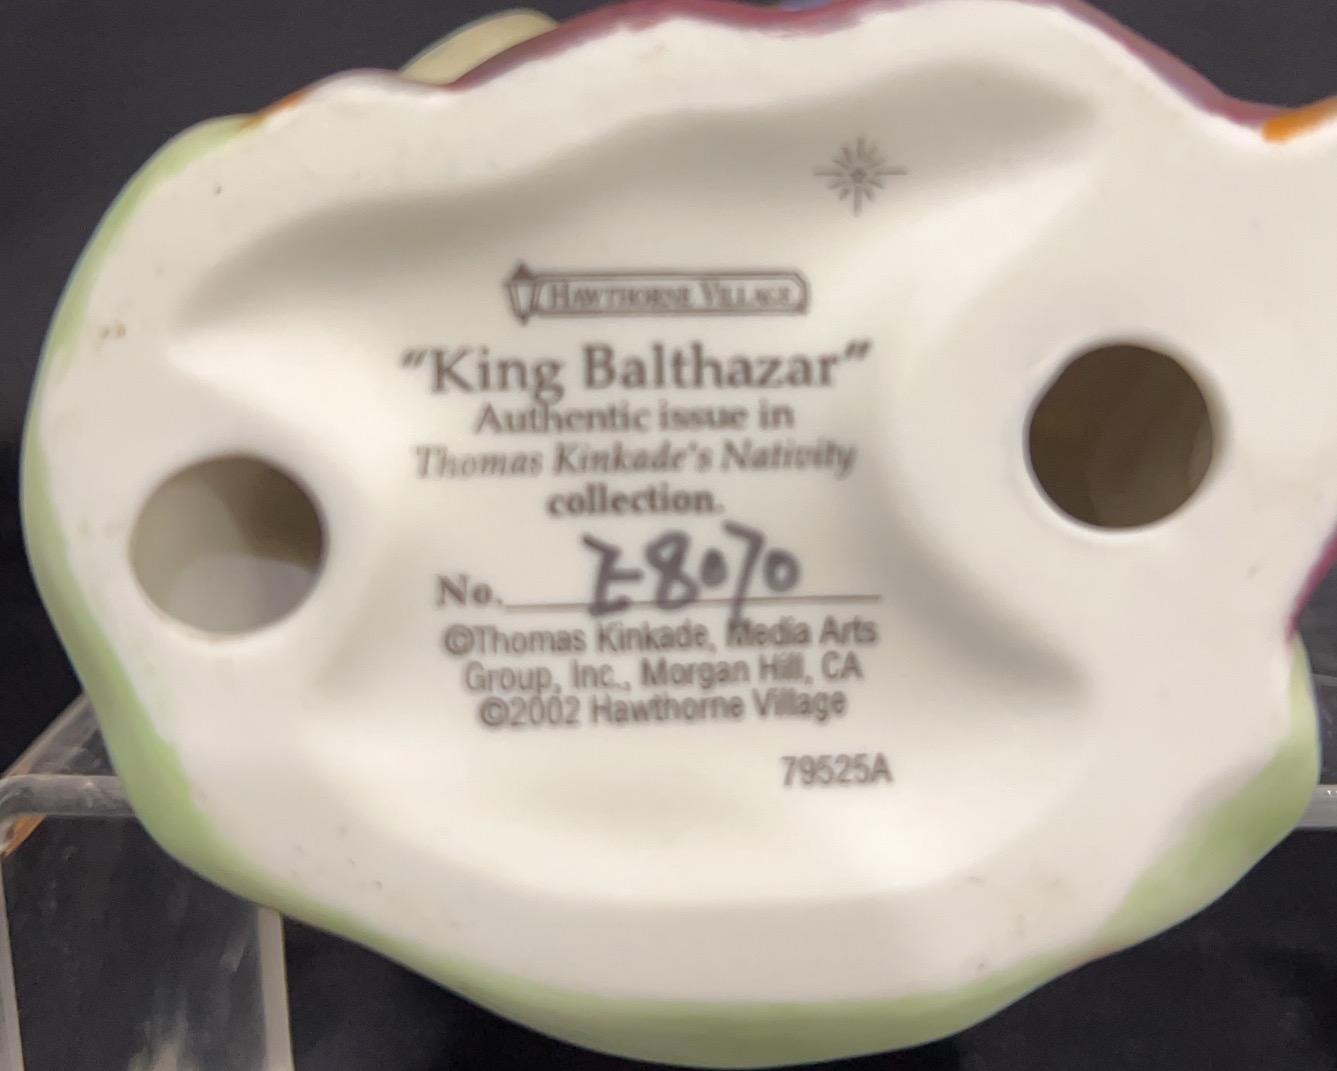 HAWTHORNE VILLAGE
"King Balthazar"
Authentic issue in
Thomas Kinkade's Nativity
collection.
No. E8070
©Thomas Kinkade, Media Arts
Group, Inc., Morgan Hill, CA
©2002 Hawthorne Village
79525A